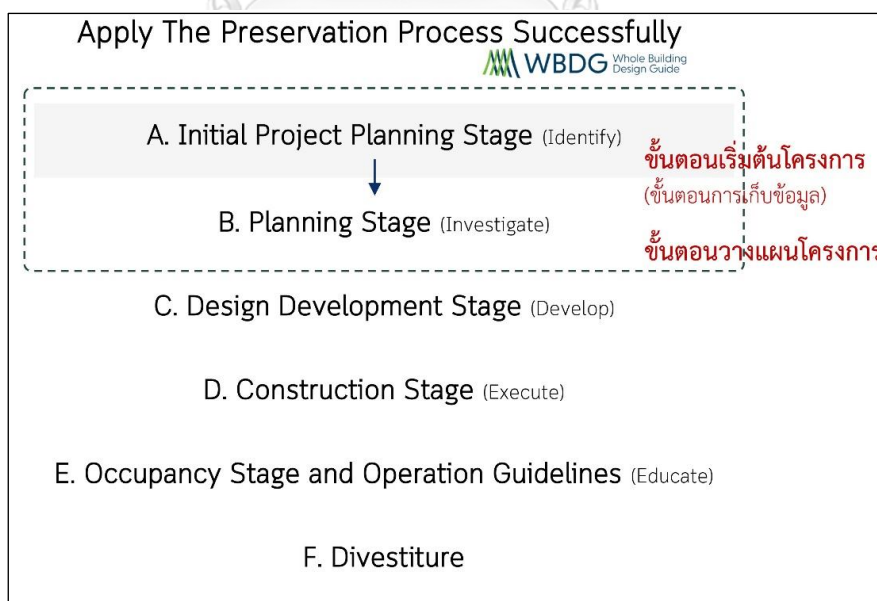 Apply The Preservation Process Successfully
WBDG Whole Building
Design Guide
A. Initial Project Planning Stage (Identify)
ขั้นตอนเริ่มต้นโครงการ
(ขั้นตอนการเก็บข้อมูล)
B. Planning Stage (Investigate)
ขั้นตอนวางแผนโครงการ
C. Design Development Stage (Develop)
D. Construction Stage (Execute)
E. Occupancy Stage and Operation Guidelines (Educate)
F. Divestiture